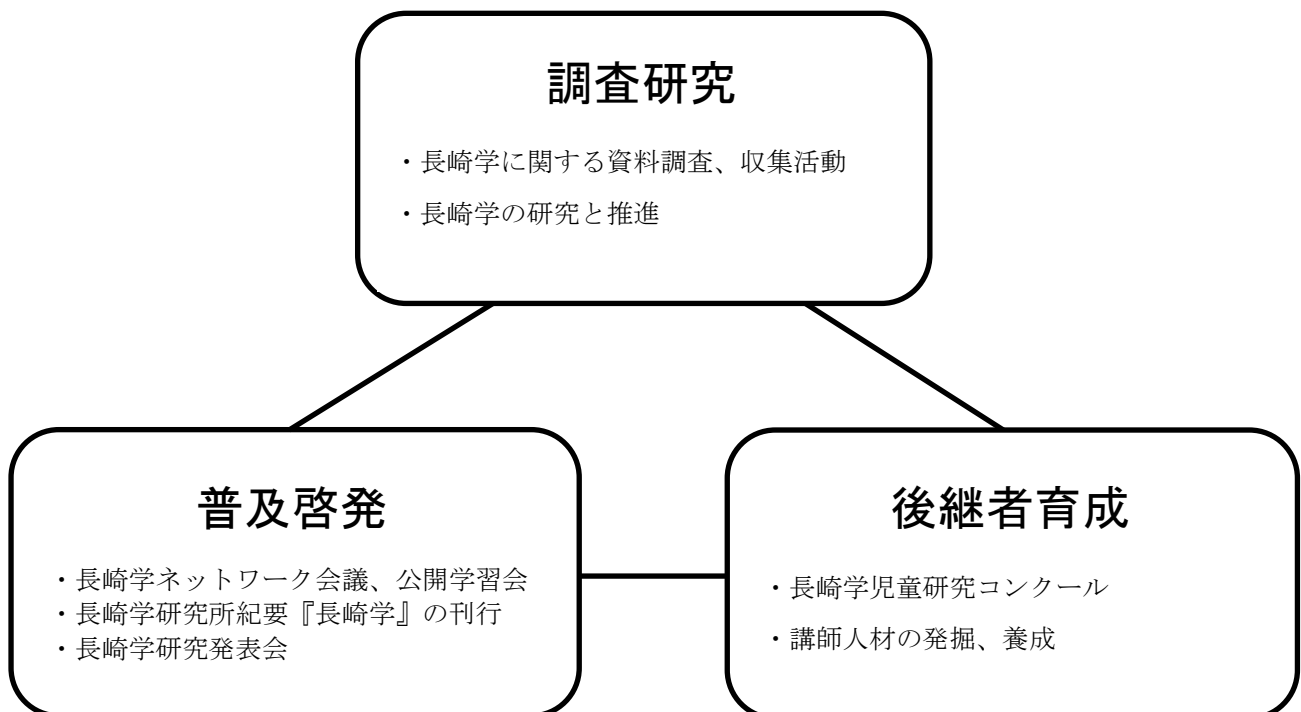 調査研究
・長崎学に関する資料調査、収集活動
・長崎学の研究と推進
普及啓発
・長崎学ネットワーク会議、公開学習会
・長崎学研究所紀要『長崎学』の刊行
・長崎学研究発表会
後継者育成
・長崎学児童研究コンクール
・講師人材の発掘、養成